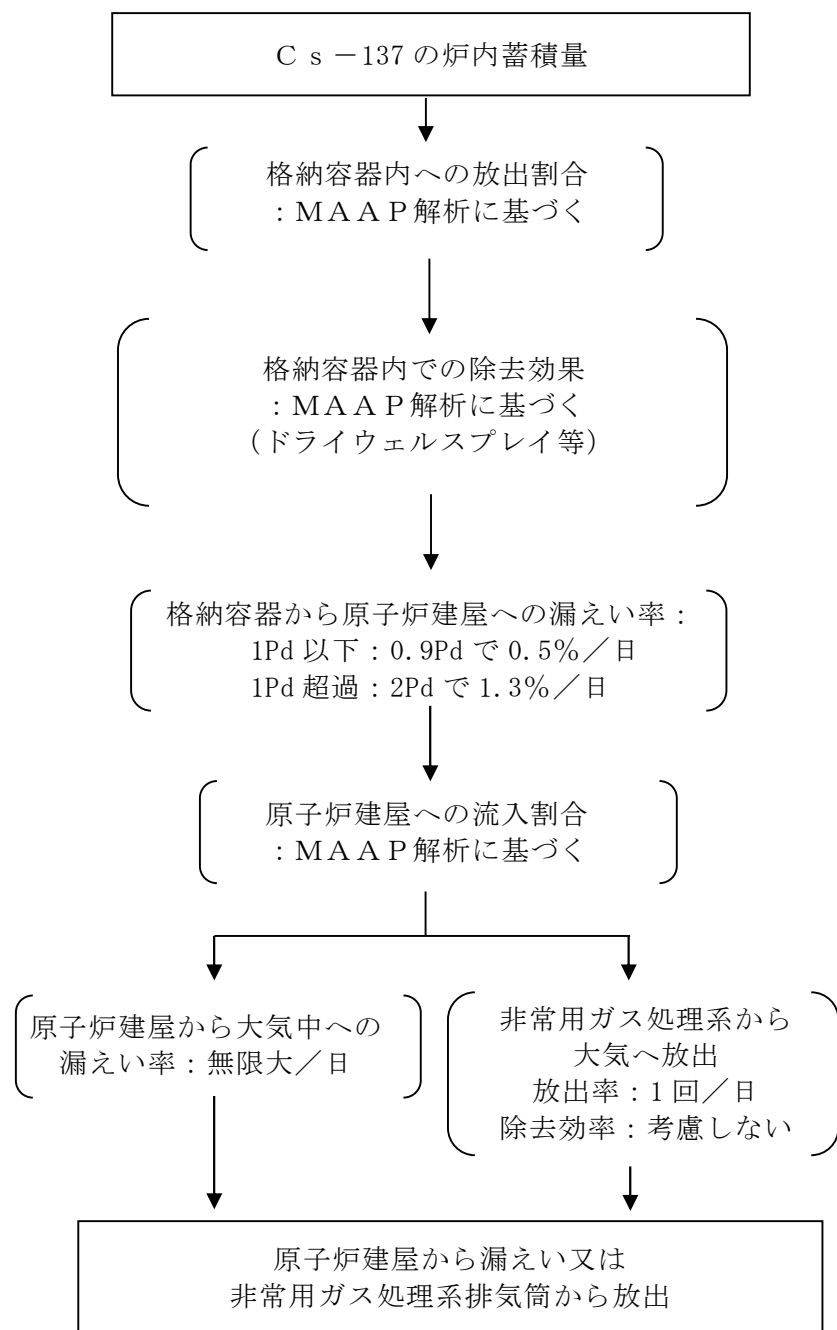 Ｃｓ－137 の炉内蓄積量
格納容器内への放出割合
：ＭＡＡＰ解析に基づく
格納容器内での除去効果
：ＭＡＡＰ解析に基づく
(ドライウェルスプレイ等)
格納容器から原子炉建屋への漏えい率：
1Pd 以下：0.9Pd で 0.5％／日
1Pd 超過：2Pd で 1.3％／日
原子炉建屋への流入割合
：ＭＡＡＰ解析に基づく
原子炉建屋から大気中への
漏えい率：無限大／日
非常用ガス処理系から
大気へ放出
放出率：1 回／日
除去効率：考慮しない
原子炉建屋から漏えい又は
非常用ガス処理系排気筒から放出